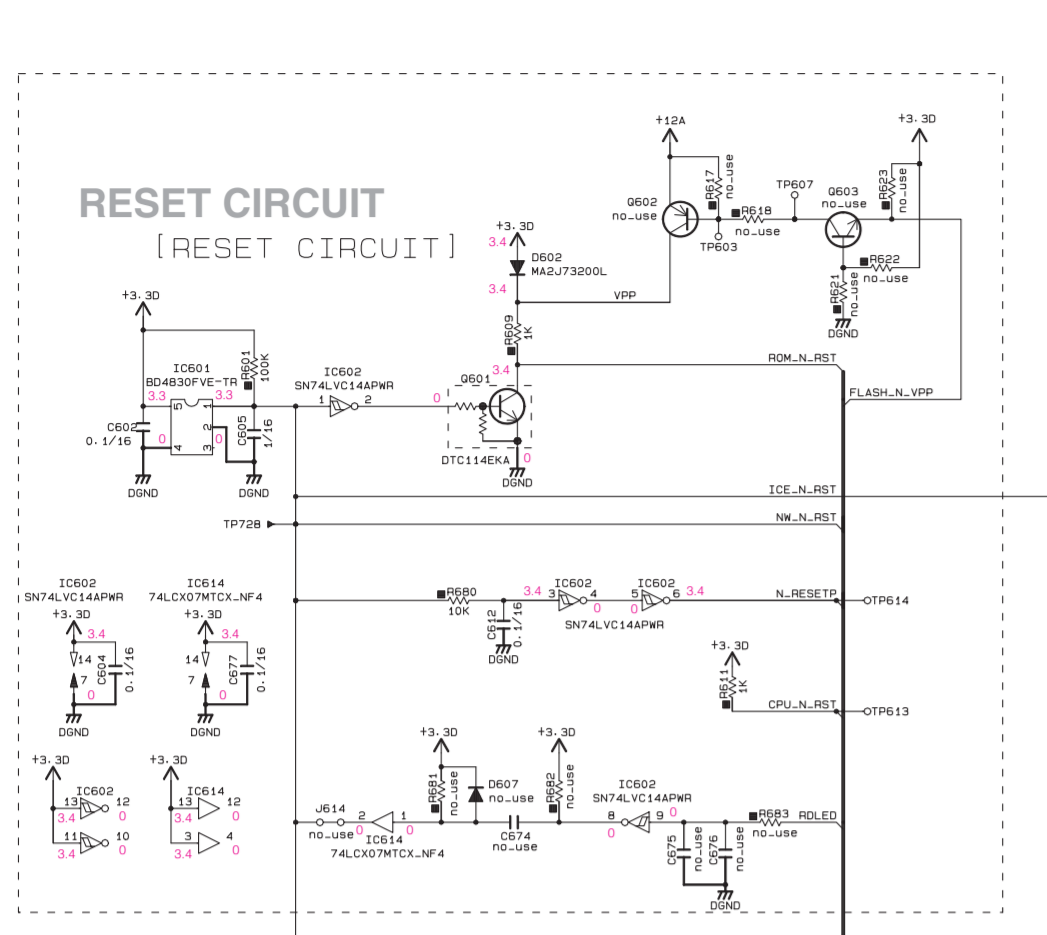 RESET CIRCUIT
[RESET CIRCUIT]
+12A
+3.3D
R617
no_use
Q602
no_use
R618
no_use
TP603
TP607
Q603
no_use
R623
no_use
R622
no_use
R621
no_use
DGND
3.4
+3.3D
D602
MA2J73200L
3.4
VPP
R609
1K
3.4
ROM_N_RST
FLASH_N_VPP
+3.3D
IC601
BD4830FVE-TR
R601
100K
3.3
3.3
5
1
2
4
3
0
0
C602
0.1/16
C605
1/16
DGND
DGND
IC602
SN74LVC14APWR
1
2
0
Q601
DTC114EKA
0
DGND
ICE_N_RST
TP728
NW_N_RST
IC602
SN74LVC14APWR
+3.3D
3.4
14
7
0
C604
0.1/16
DGND
IC614
74LCX07MTCX_NF4
+3.3D
3.4
14
7
0
C677
0.1/16
DGND
R680
10K
C612
0.1/16
DGND
3.4
3
IC602
4
0
5
0
IC602
6
3.4
SN74LVC14APWR
N_RESETP
TP614
+3.3D
R611
1K
CPU_N_RST
TP613
+3.3D
13
IC602
12
3.4
0
11
10
3.4
0
+3.3D
13
IC614
12
3.4
0
3
4
3.4
0
J614
no_use
2
0
1
0
IC614
74LCX07MTCX_NF4
+3.3D
R681
no_use
D607
no_use
C674
no_use
+3.3D
R682
no_use
IC602
SN74LVC14APWR
8
0
9
0
C675
no_use
C676
no_use
DGND
R683
no_use
RDLED